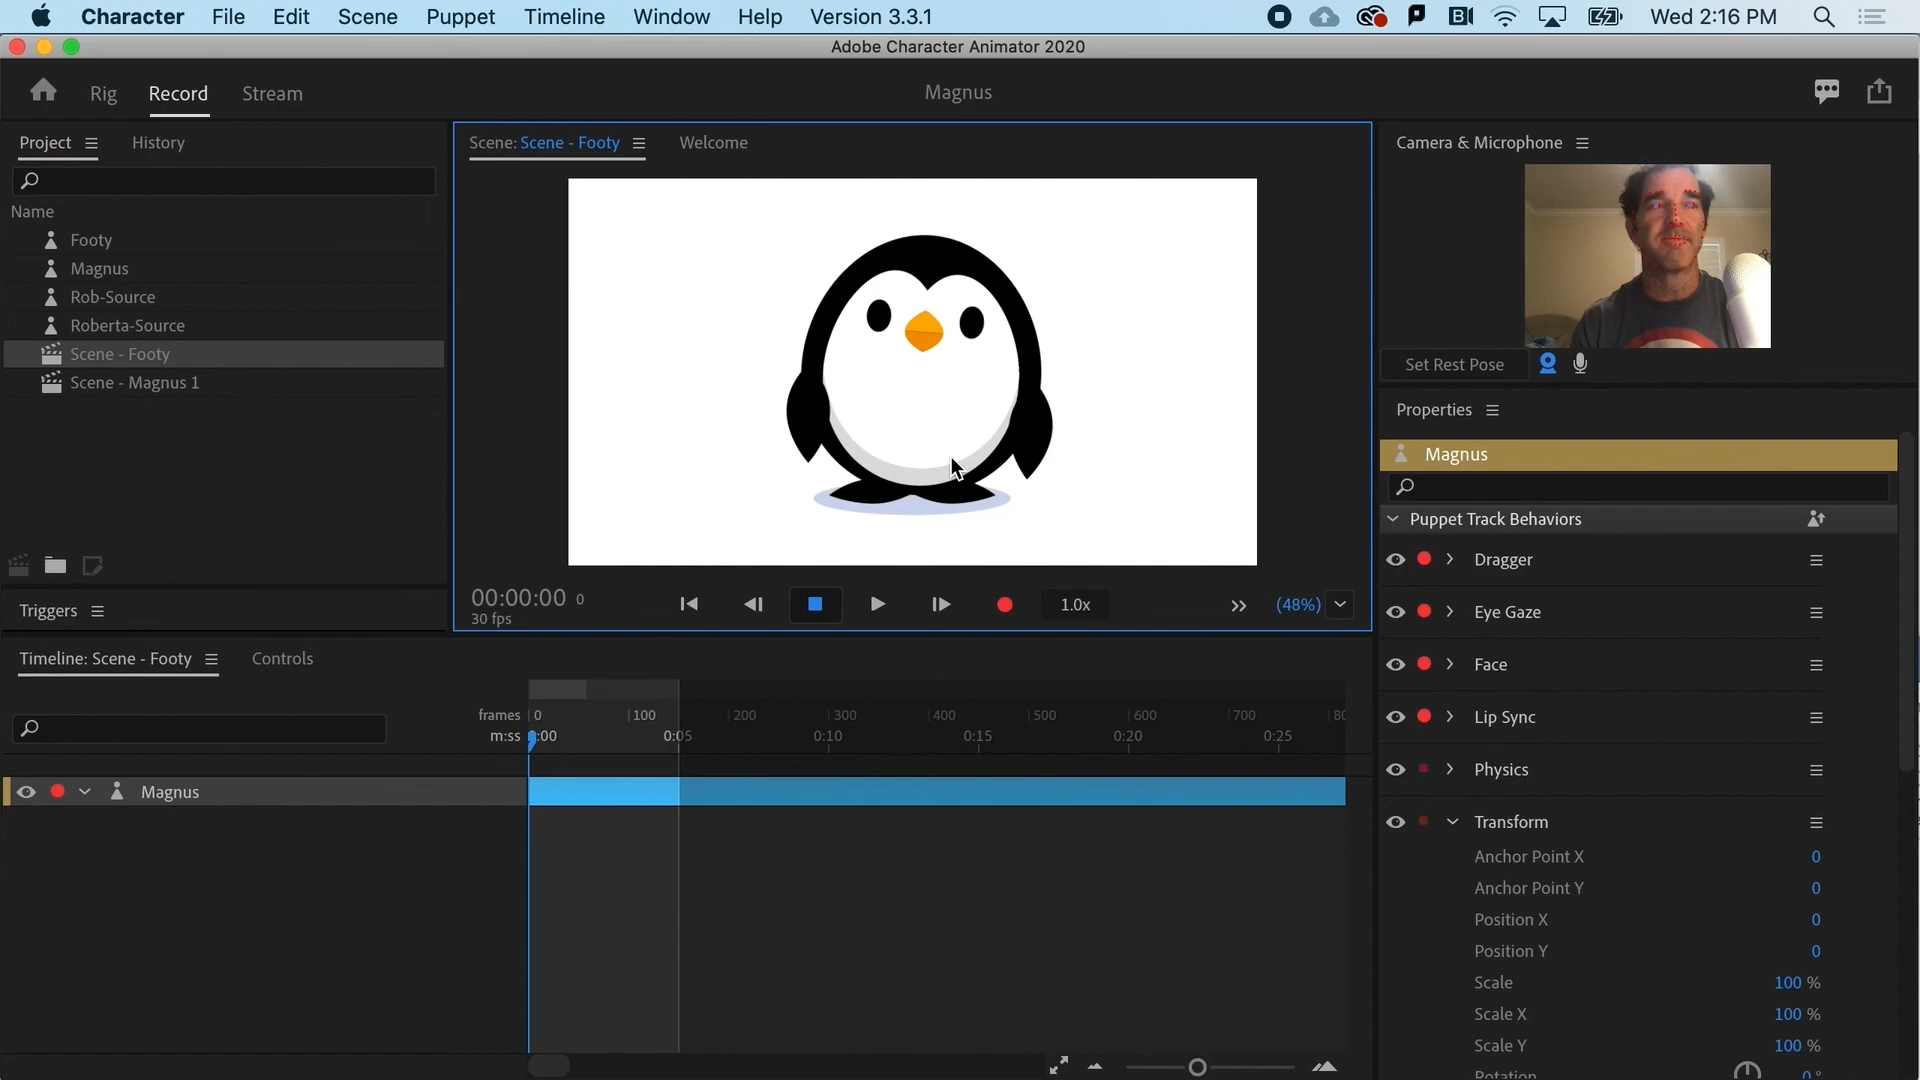 Character File Edit Scene Puppet Timeline Window Help Version 3.3.1 Wed 2:16 PM
Adobe Character Animator 2020
Rig Record Stream Magnus
Project History
Name
Footy
Magnus
Rob-Source
Roberta-Source
Scene - Footy
Scene - Magnus 1
Triggers
Scene: Scene - Footy Welcome
00:00:00 0
30 fps
1.0x
(48%)
Camera & Microphone
Set Rest Pose
Properties
Magnus
Puppet Track Behaviors
Dragger
Eye Gaze
Face
Lip Sync
Physics
Transform
Anchor Point X 0
Anchor Point Y 0
Position X 0
Position Y 0
Scale 100 %
Scale X 100 %
Scale Y 100 %
Rotation 0 °
Timeline: Scene - Footy Controls
frames 0 100 200 300 400 500 600 700
m:ss :00 0:05 0:10 0:15 0:20 0:25
Magnus